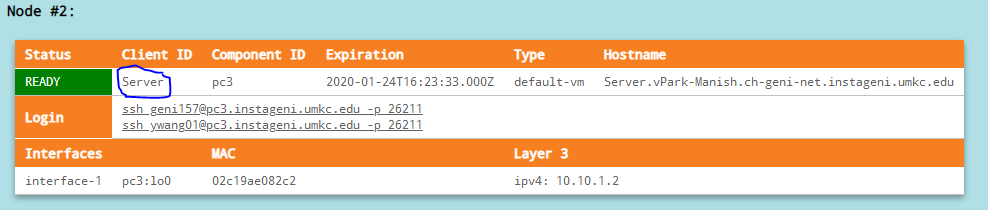 Node #2:
Status Client ID Component ID Expiration Type Hostname
READY Server pc3 2020-01-24T16:23:33.000Z default-vm Server.vPark-Manish.ch-geni-net.instageni.umkc.edu
Login
ssh geni157@pc3.instageni.umkc.edu -p 26211
ssh ywang01@pc3.instageni.umkc.edu -p 26211
Interfaces MAC Layer 3
interface-1 pc3:lo0 02c19ae082c2 ipv4: 10.10.1.2